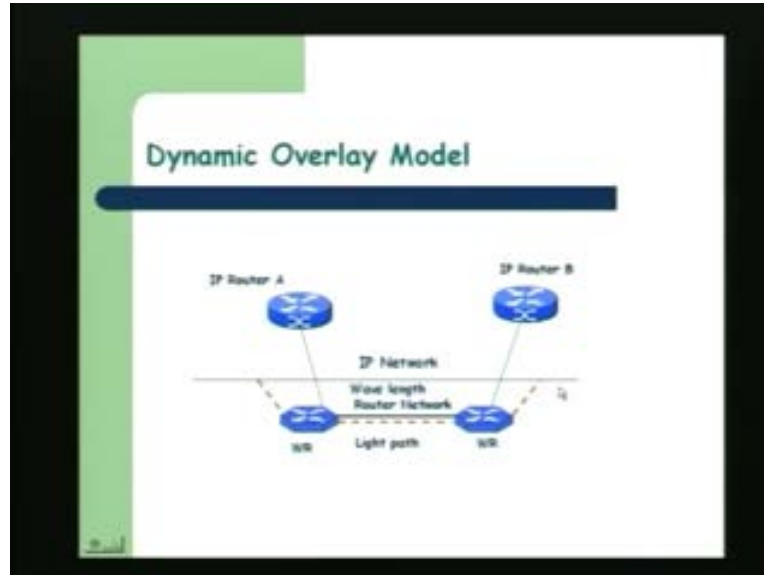 Dynamic Overlay Model
IP Router A
IP Router B
IP Network
Wave length
Router Network
WR
Light path
WR